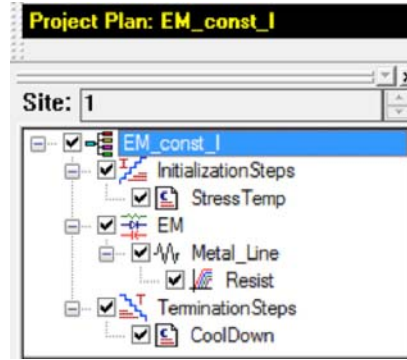 Project Plan: EM_const_I
Site: 1
EM_const_I
InitializationSteps
StressTemp
EM
Metal_Line
Resist
TerminationSteps
CoolDown